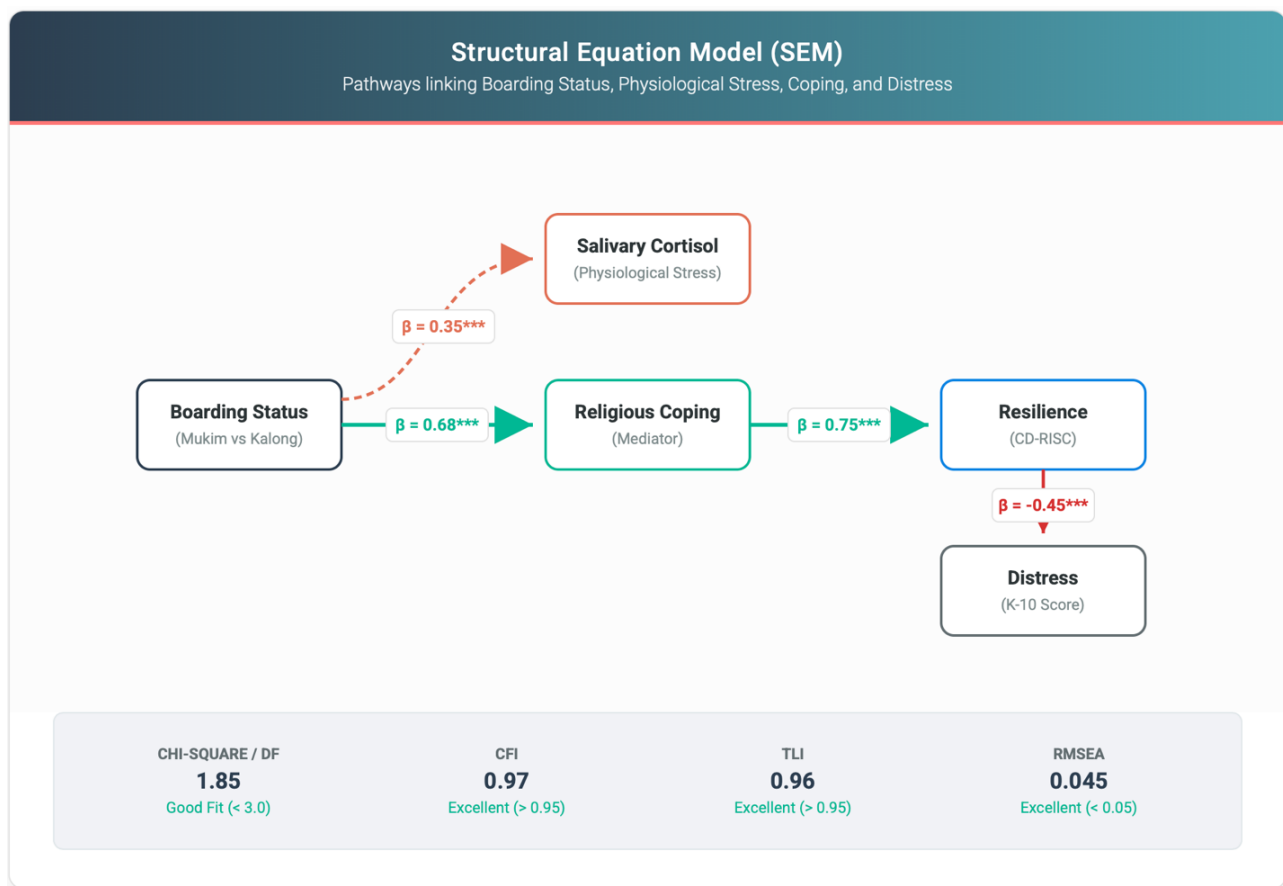 Structural Equation Model (SEM)
Pathways linking Boarding Status, Physiological Stress, Coping, and Distress
Salivary Cortisol
(Physiological Stress)
β = 0.35***
Boarding Status
(Mukim vs Kalong)
β = 0.68***
Religious Coping
(Mediator)
β = 0.75***
Resilience
(CD-RISC)
β = -0.45***
Distress
(K-10 Score)
CHI-SQUARE / DF
1.85
Good Fit (< 3.0)
CFI
0.97
Excellent (> 0.95)
TLI
0.96
Excellent (> 0.95)
RMSEA
0.045
Excellent (< 0.05)